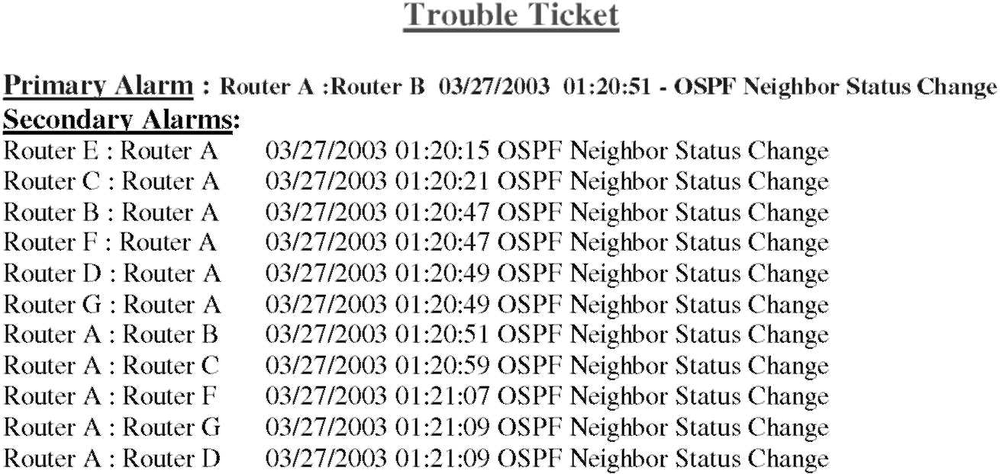 Trouble Ticket
Primary Alarm : Router A :Router B 03/27/2003 01:20:51 - OSPF Neighbor Status Change
Secondary Alarms:
Router E : Router A 03/27/2003 01:20:15 OSPF Neighbor Status Change
Router C : Router A 03/27/2003 01:20:21 OSPF Neighbor Status Change
Router B : Router A 03/27/2003 01:20:47 OSPF Neighbor Status Change
Router F : Router A 03/27/2003 01:20:47 OSPF Neighbor Status Change
Router D : Router A 03/27/2003 01:20:49 OSPF Neighbor Status Change
Router G : Router A 03/27/2003 01:20:49 OSPF Neighbor Status Change
Router A : Router B 03/27/2003 01:20:51 OSPF Neighbor Status Change
Router A : Router C 03/27/2003 01:20:59 OSPF Neighbor Status Change
Router A : Router F 03/27/2003 01:21:07 OSPF Neighbor Status Change
Router A : Router G 03/27/2003 01:21:09 OSPF Neighbor Status Change
Router A : Router D 03/27/2003 01:21:09 OSPF Neighbor Status Change